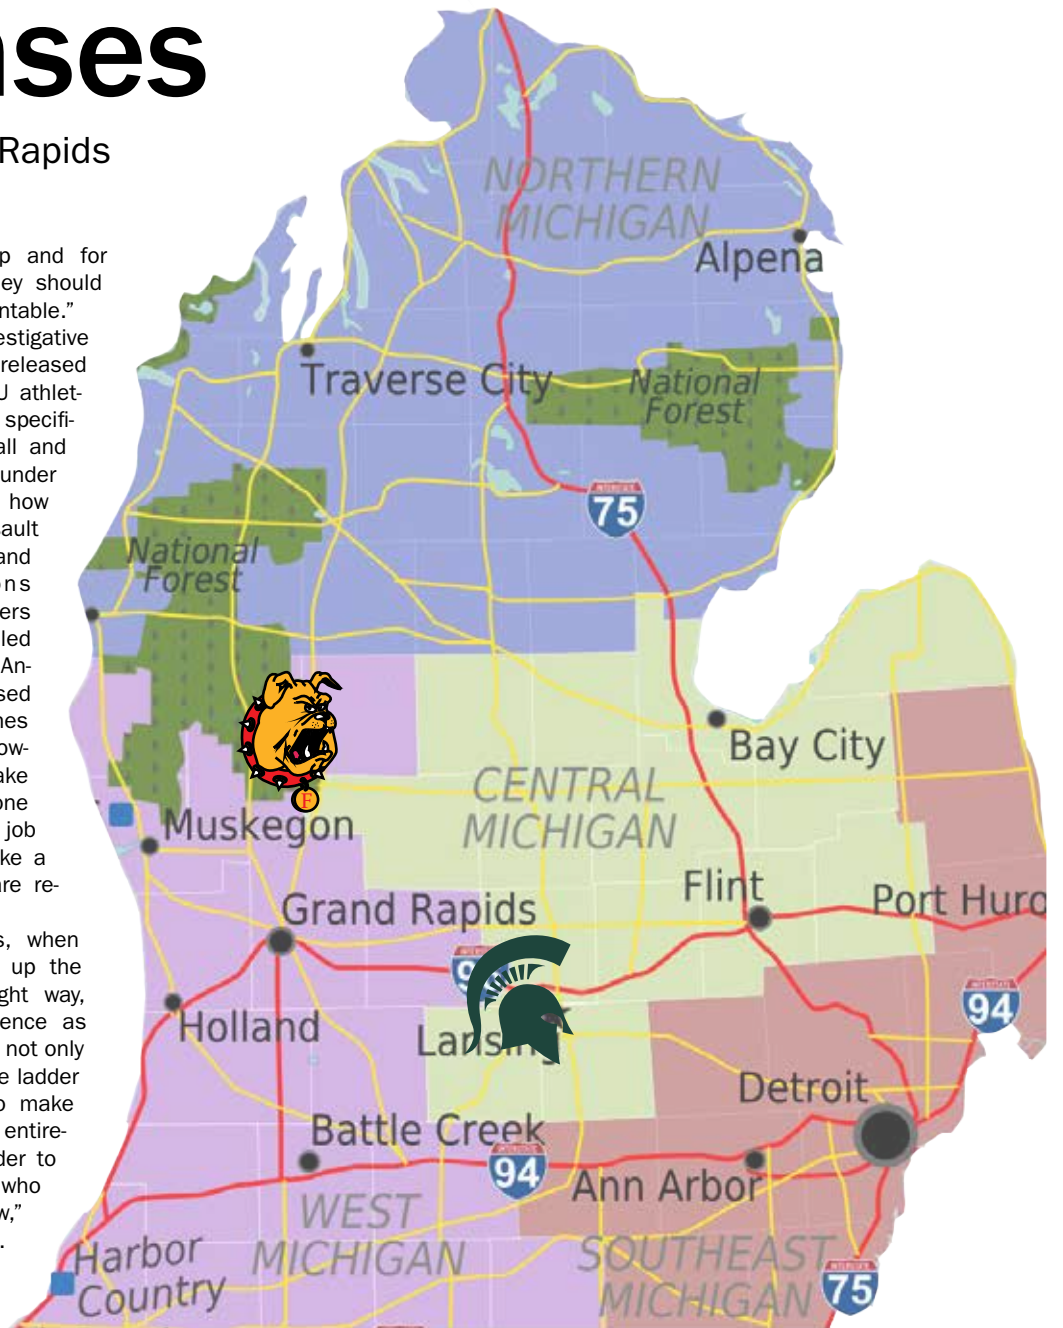 nses
Rapids
p and for
ey should
ntable.”
estigative
released
U athlet-
specifi-
all and
under
how
sault
and
ons
ers
led
An-
sed
nes
ow-
ake
one
job
ke a
are re-
s, when
up the
ght way,
ence as
not only
e ladder
o make
entire-
der to
who
w,”
.
NORTHERN
MICHIGAN
Alpena
Traverse City
National
Forest
75
National
Forest
Bay City
CENTRAL
MICHIGAN
F
Muskegon
Flint
Port Huro
Grand Rapids
94
Holland
Lansing
Detroit
Battle Creek
94
Ann Arbor
WEST
MICHIGAN
SOUTHEAST
MICHIGAN
Harbor
Country
75